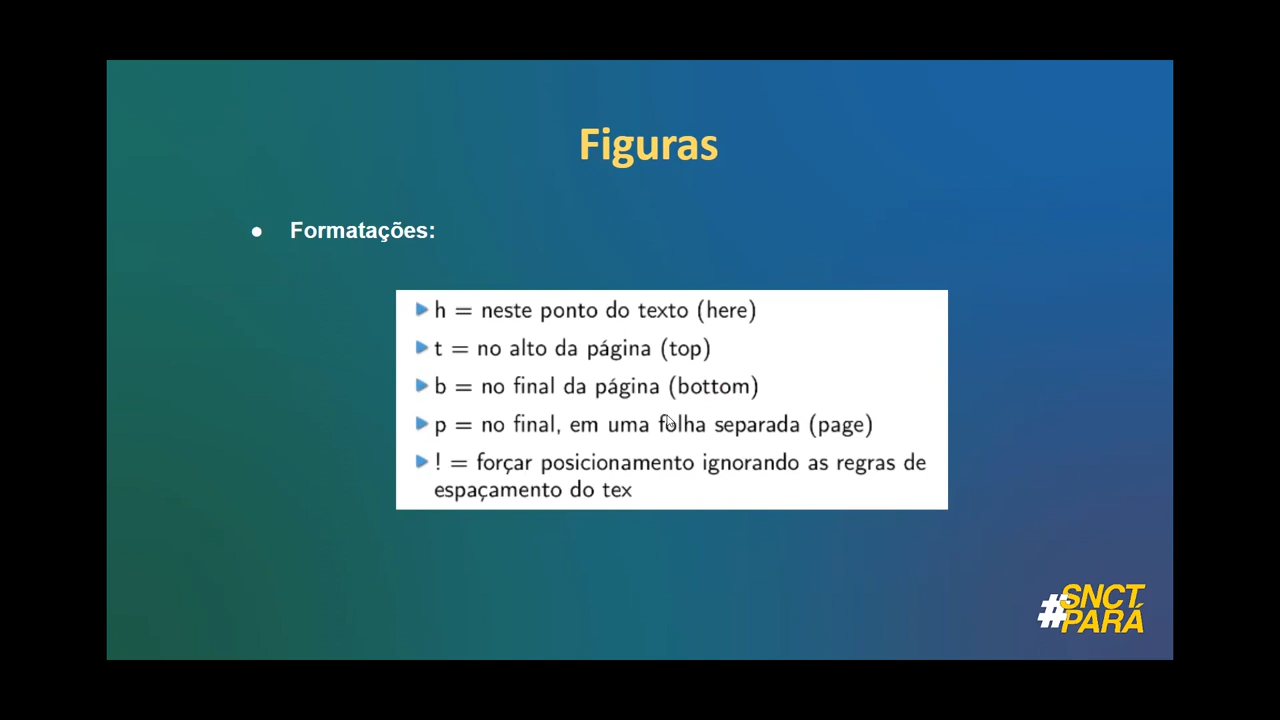 Figuras
● Formatações:
h = neste ponto do texto (here)
t = no alto da página (top)
b = no final da página (bottom)
p = no final, em uma folha separada (page)
! = forçar posicionamento ignorando as regras de
espaçamento do tex
#SNCT
PARÁ